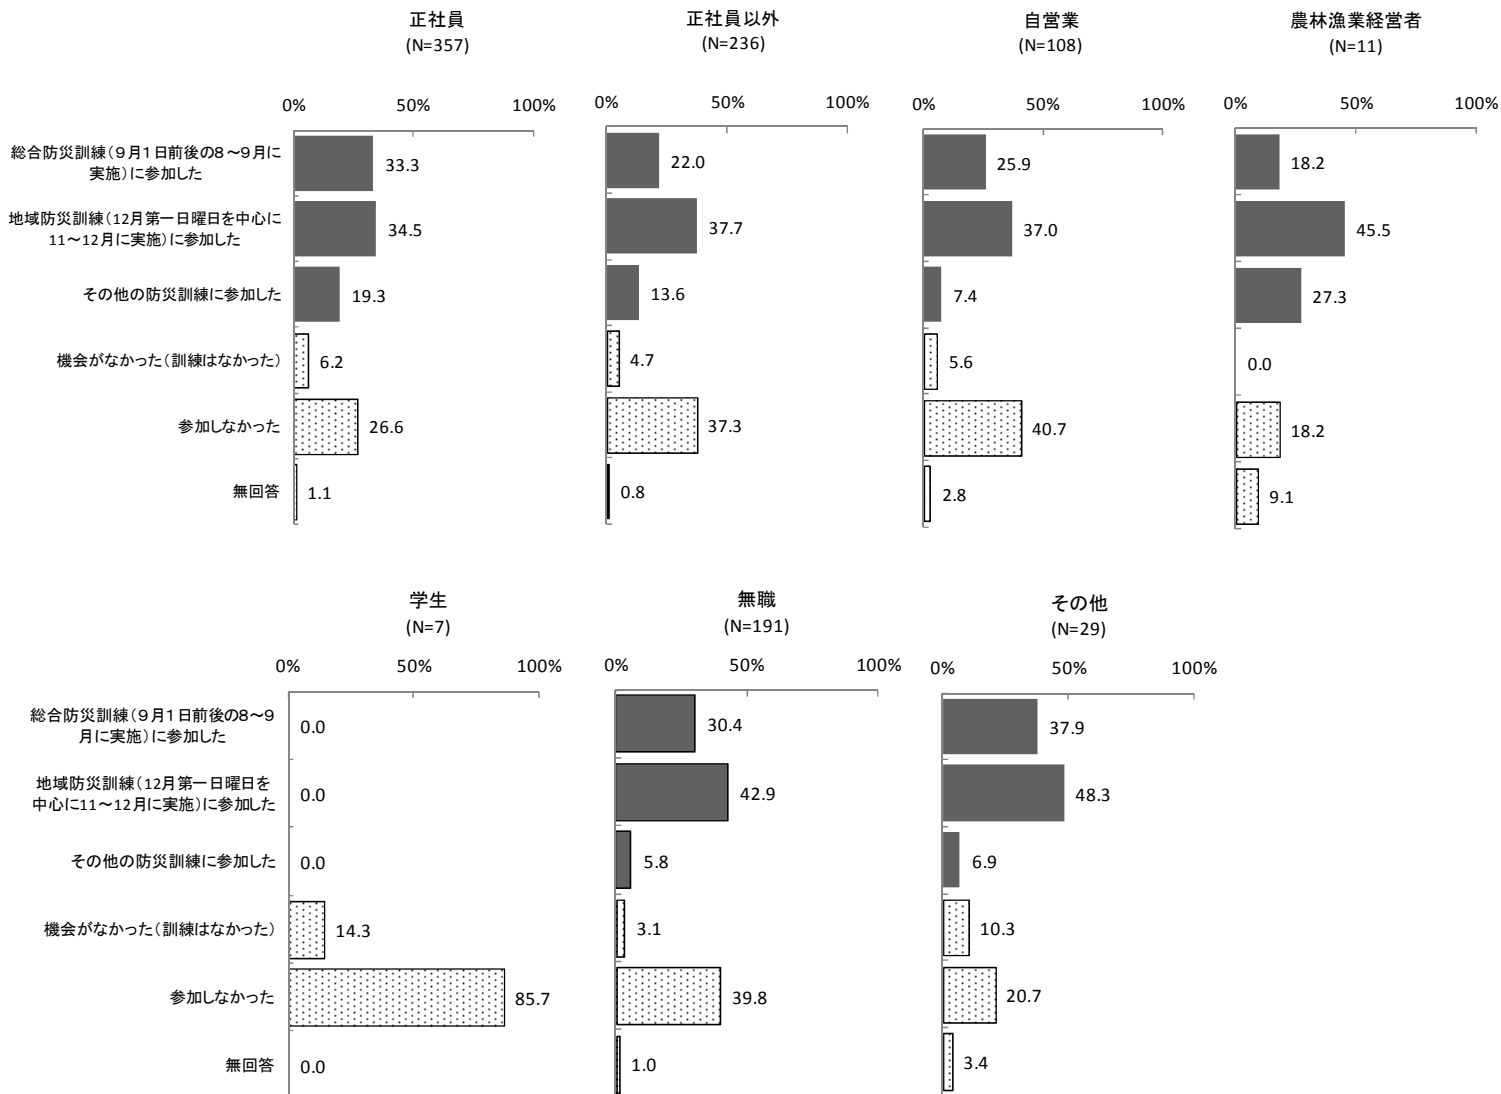 正社員
(N=357)
正社員以外
(N=236)
自営業
(N=108)
農林漁業経営者
(N=11)
0% 50% 100%
0% 50% 100%
0% 50% 100%
0% 50% 100%
総合防災訓練(9月1日前後の8～9月に
実施)に参加した
33.3
22.0
25.9
18.2
地域防災訓練(12月第一日曜日を中心に
11～12月に実施)に参加した
34.5
37.7
37.0
45.5
その他の防災訓練に参加した
19.3
13.6
7.4
27.3
機会がなかった(訓練はなかった)
6.2
4.7
5.6
0.0
参加しなかった
26.6
37.3
40.7
18.2
無回答
1.1
0.8
2.8
9.1
学生
(N=7)
無職
(N=191)
その他
(N=29)
0% 50% 100%
0% 50% 100%
0% 50% 100%
総合防災訓練(9月1日前後の8～9
月に実施)に参加した
0.0
30.4
37.9
地域防災訓練(12月第一日曜日を
中心に11～12月に実施)に参加した
0.0
42.9
48.3
その他の防災訓練に参加した
0.0
5.8
6.9
機会がなかった(訓練はなかった)
14.3
3.1
10.3
参加しなかった
85.7
39.8
20.7
無回答
0.0
1.0
3.4